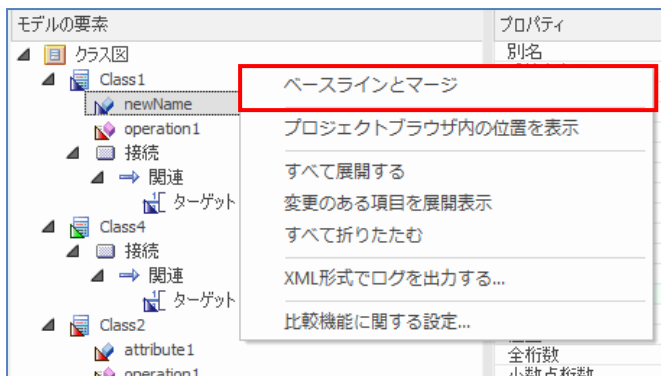 モデルの要素
プロパティ
クラス図
別名
Class1
newName
operation1
接続
関連
ターゲット
Class4
接続
関連
ターゲット
Class2
attribute1
operation1
ベースラインとマージ
プロジェクトブラウザ内の位置を表示
すべて展開する
変更のある項目を展開表示
すべて折りたたむ
XML形式でログを出力する...
比較機能に関する設定...
全桁数
小数点桁数